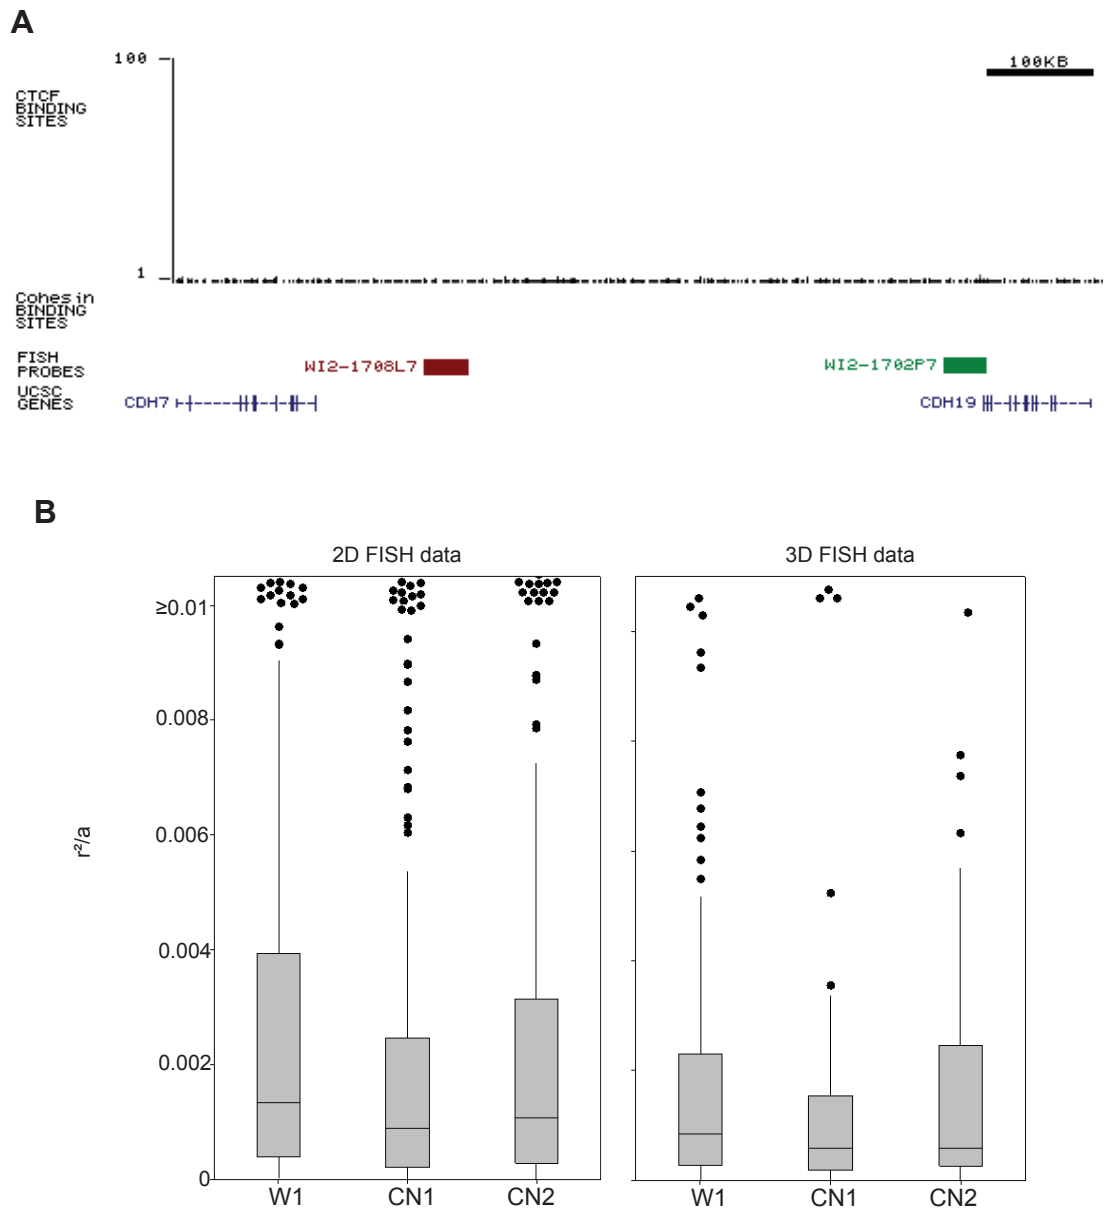 A
100
100KB
CTCF
BINDING
SITES
1
Cohesin
BINDING
SITES
FISH
PROBES
WI2-1708L7
WI2-1702P7
UCSC
GENES
CDH7
CDH19
B
2D FISH data
3D FISH data
≥0.01
0.008
0.006
r²/a
0.004
0.002
0
W1 CN1 CN2
W1 CN1 CN2